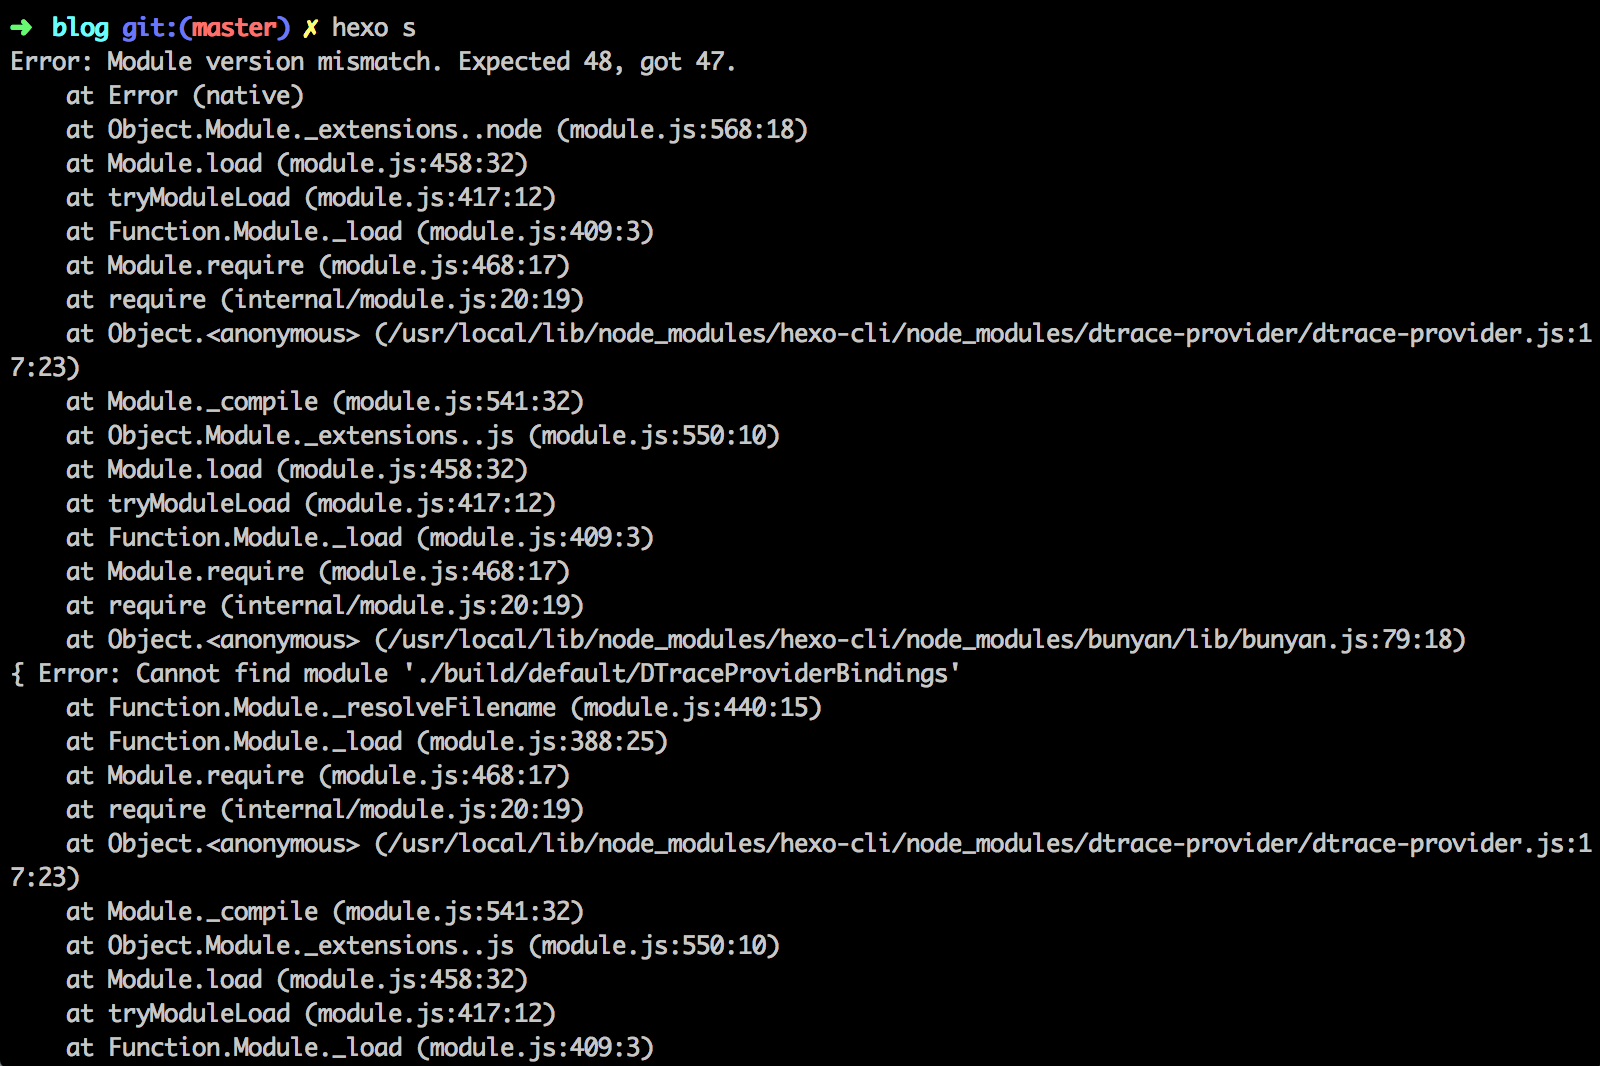 ➜ blog git:(master) ✗ hexo s
Error: Module version mismatch. Expected 48, got 47.
    at Error (native)
    at Object.Module._extensions..node (module.js:568:18)
    at Module.load (module.js:458:32)
    at tryModuleLoad (module.js:417:12)
    at Function.Module._load (module.js:409:3)
    at Module.require (module.js:468:17)
    at require (internal/module.js:20:19)
    at Object.<anonymous> (/usr/local/lib/node_modules/hexo-cli/node_modules/dtrace-provider/dtrace-provider.js:1
7:23)
    at Module._compile (module.js:541:32)
    at Object.Module._extensions..js (module.js:550:10)
    at Module.load (module.js:458:32)
    at tryModuleLoad (module.js:417:12)
    at Function.Module._load (module.js:409:3)
    at Module.require (module.js:468:17)
    at require (internal/module.js:20:19)
    at Object.<anonymous> (/usr/local/lib/node_modules/hexo-cli/node_modules/bunyan/lib/bunyan.js:79:18)
{ Error: Cannot find module './build/default/DTraceProviderBindings'
    at Function.Module._resolveFilename (module.js:440:15)
    at Function.Module._load (module.js:388:25)
    at Module.require (module.js:468:17)
    at require (internal/module.js:20:19)
    at Object.<anonymous> (/usr/local/lib/node_modules/hexo-cli/node_modules/dtrace-provider/dtrace-provider.js:1
7:23)
    at Module._compile (module.js:541:32)
    at Object.Module._extensions..js (module.js:550:10)
    at Module.load (module.js:458:32)
    at tryModuleLoad (module.js:417:12)
    at Function.Module._load (module.js:409:3)